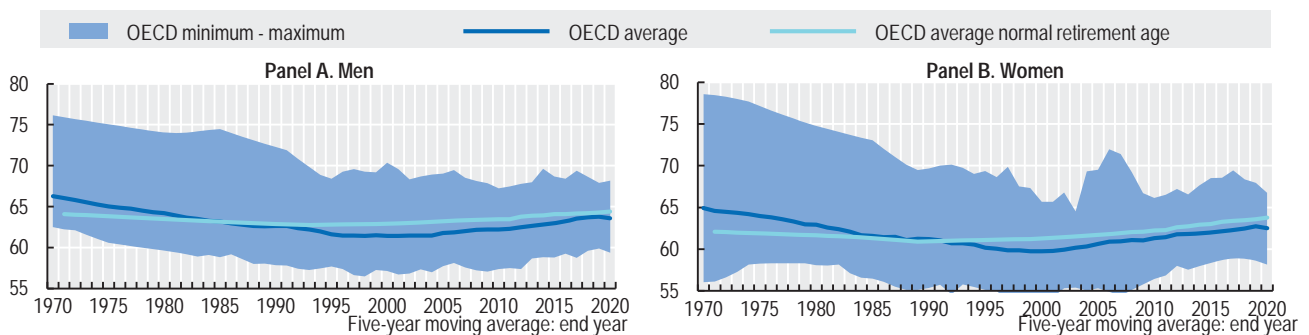 OECD minimum - maximum OECD average OECD average normal retirement age
Panel A. Men
80
75
70
65
60
55
1970 1975 1980 1985 1990 1995 2000 2005 2010 2015 2020
Five-year moving average: end year
Panel B. Women
80
75
70
65
60
55
1970 1975 1980 1985 1990 1995 2000 2005 2010 2015 2020
Five-year moving average: end year